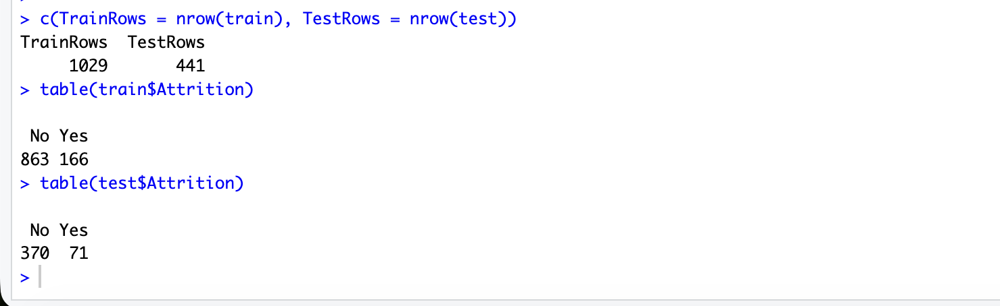 > c(TrainRows = nrow(train), TestRows = nrow(test))
TrainRows  TestRows
     1029       441
> table(train$Attrition)

 No Yes
863 166
> table(test$Attrition)

 No Yes
370  71
>